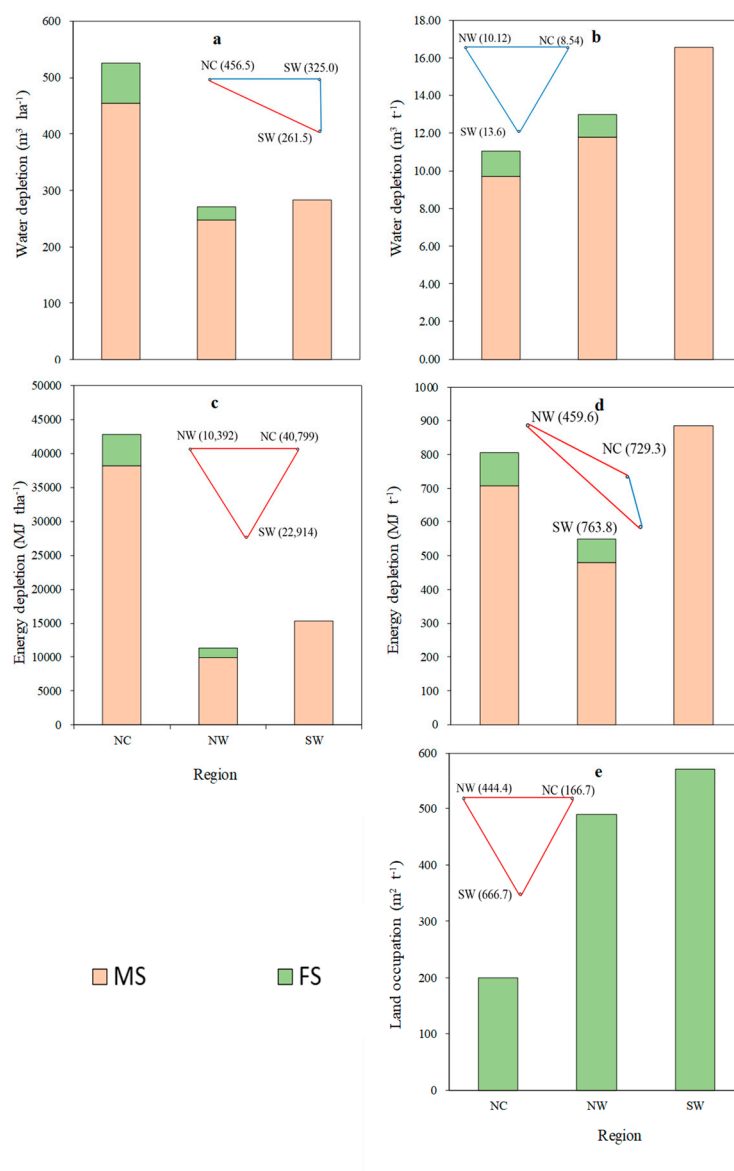 a
Water depletion (m³ ha⁻¹)
600
500
400
300
200
100
0
NC (456.5)
SW (325.0)
SW (261.5)
b
Water depletion (m³ t⁻¹)
18.00
16.00
14.00
12.00
10.00
8.00
6.00
4.00
2.00
0.00
NW (10.12)
NC (8.54)
SW (13.6)
c
Energy depletion (MJ tha⁻¹)
50000
45000
40000
35000
30000
25000
20000
15000
10000
5000
0
NW (10,392)
NC (40,799)
SW (22,914)
NC
NW
SW
Region
d
Energy depletion (MJ t⁻¹)
1000
900
800
700
600
500
400
300
200
100
0
NW (459.6)
NC (729.3)
SW (763.8)
e
Land occupation (m² t⁻¹)
600
500
400
300
200
100
0
NW (444.4)
NC (166.7)
SW (666.7)
NC
NW
SW
Region
MS
FS